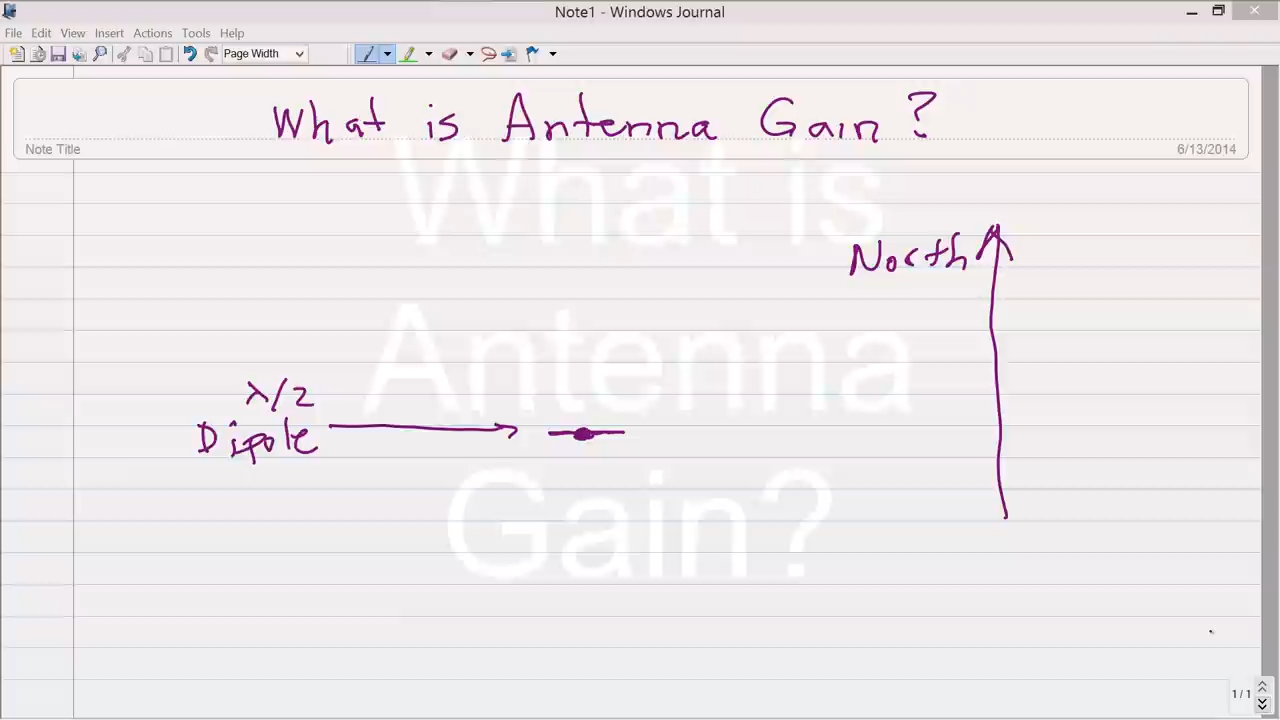 Note1 - Windows Journal
File Edit View Insert Actions Tools Help
Page Width
What is Antenna Gain?
Note Title
6/13/2014
What is
Antenna
Gain?
North
λ/2
Dipole
1/1